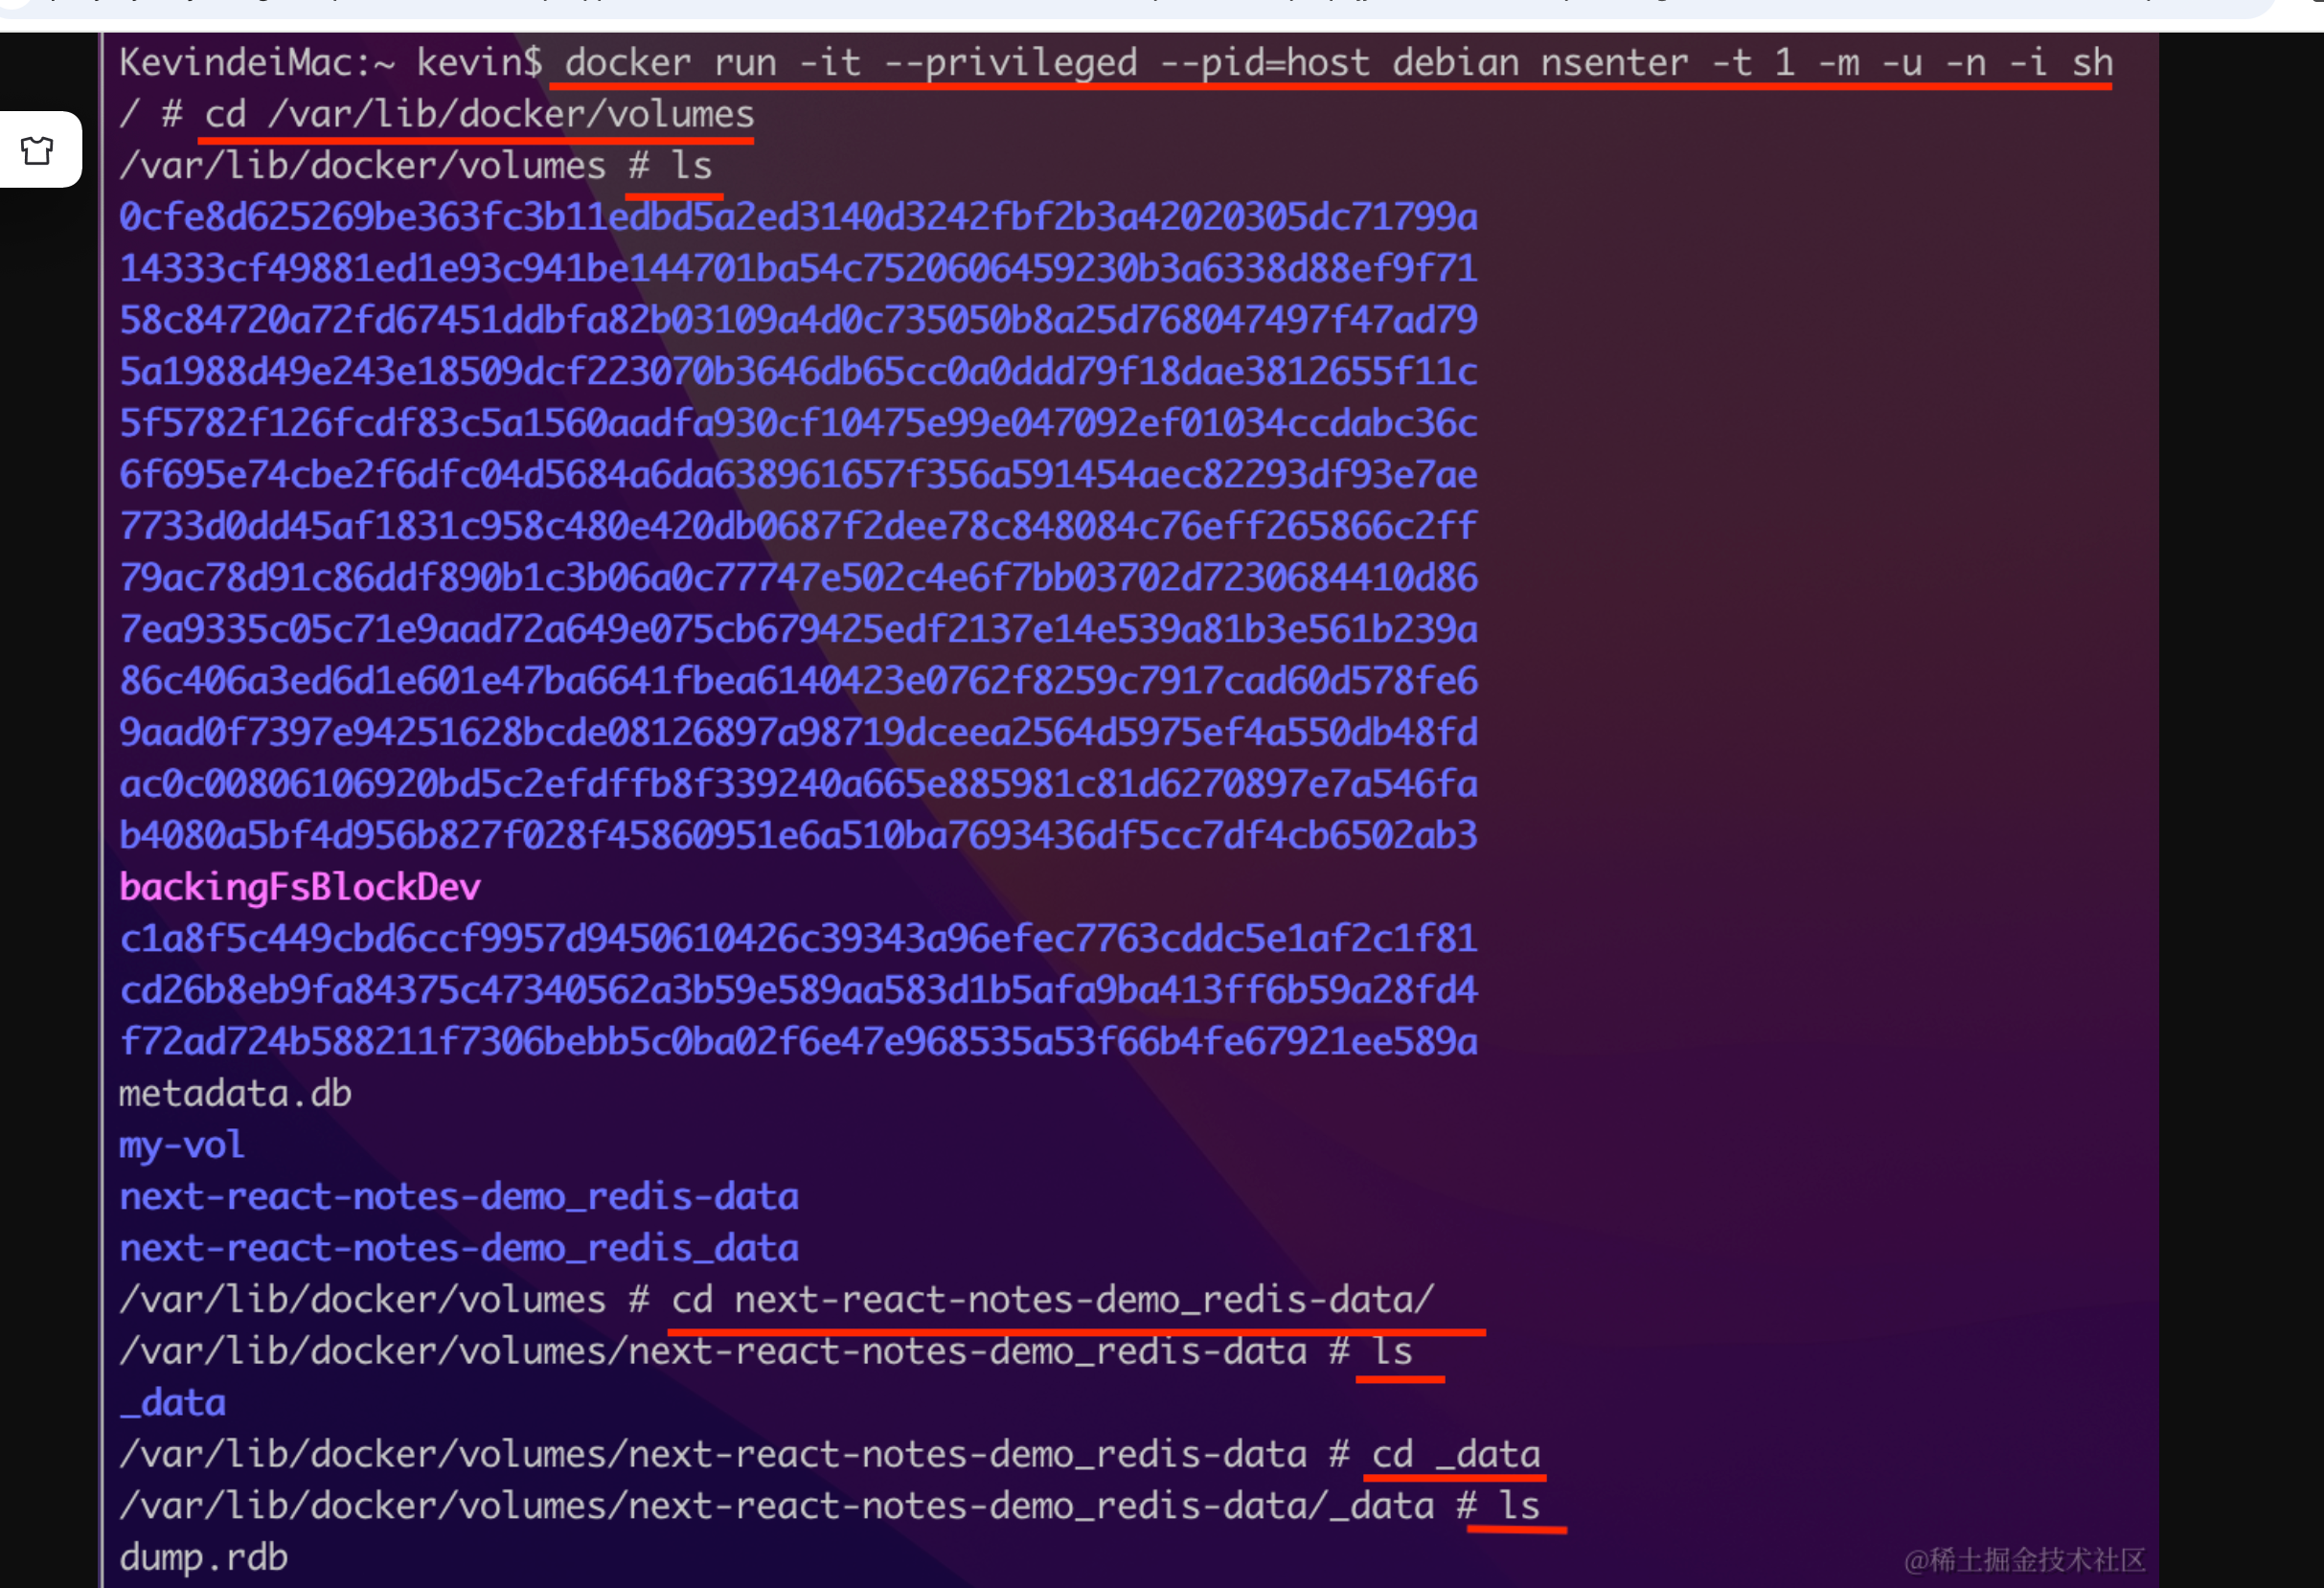 KevindeiMac:~ kevin$ docker run -it --privileged --pid=host debian nsenter -t 1 -m -u -n -i sh
/ # cd /var/lib/docker/volumes
/var/lib/docker/volumes # ls
0cfe8d625269be363fc3b11edbd5a2ed3140d3242fbf2b3a42020305dc71799a
14333cf49881ed1e93c941be144701ba54c7520606459230b3a6338d88ef9f71
58c84720a72fd67451ddbfa82b03109a4d0c735050b8a25d768047497f47ad79
5a1988d49e243e18509dcf223070b3646db65cc0a0ddd79f18dae3812655f11c
5f5782f126fcdf83c5a1560aadfa930cf10475e99e047092ef01034ccdabc36c
6f695e74cbe2f6dfc04d5684a6da638961657f356a591454aec82293df93e7ae
7733d0dd45af1831c958c480e420db0687f2dee78c848084c76eff265866c2ff
79ac78d91c86ddf890b1c3b06a0c77747e502c4e6f7bb03702d7230684410d86
7ea9335c05c71e9aad72a649e075cb679425edf2137e14e539a81b3e561b239a
86c406a3ed6d1e601e47ba6641fbea6140423e0762f8259c7917cad60d578fe6
9aad0f7397e94251628bcde08126897a98719dceea2564d5975ef4a550db48fd
ac0c00806106920bd5c2efdffb8f339240a665e885981c81d6270897e7a546fa
b4080a5bf4d956b827f028f45860951e6a510ba7693436df5cc7df4cb6502ab3
backingFsBlockDev
c1a8f5c449cbd6ccf9957d9450610426c39343a96efec7763cddc5e1af2c1f81
cd26b8eb9fa84375c47340562a3b59e589aa583d1b5afa9ba413ff6b59a28fd4
f72ad724b588211f7306bebb5c0ba02f6e47e968535a53f66b4fe67921ee589a
metadata.db
my-vol
next-react-notes-demo_redis-data
next-react-notes-demo_redis_data
/var/lib/docker/volumes # cd next-react-notes-demo_redis-data/
/var/lib/docker/volumes/next-react-notes-demo_redis-data # ls
_data
/var/lib/docker/volumes/next-react-notes-demo_redis-data # cd _data
/var/lib/docker/volumes/next-react-notes-demo_redis-data/_data # ls
dump.rdb
@稀土掘金技术社区